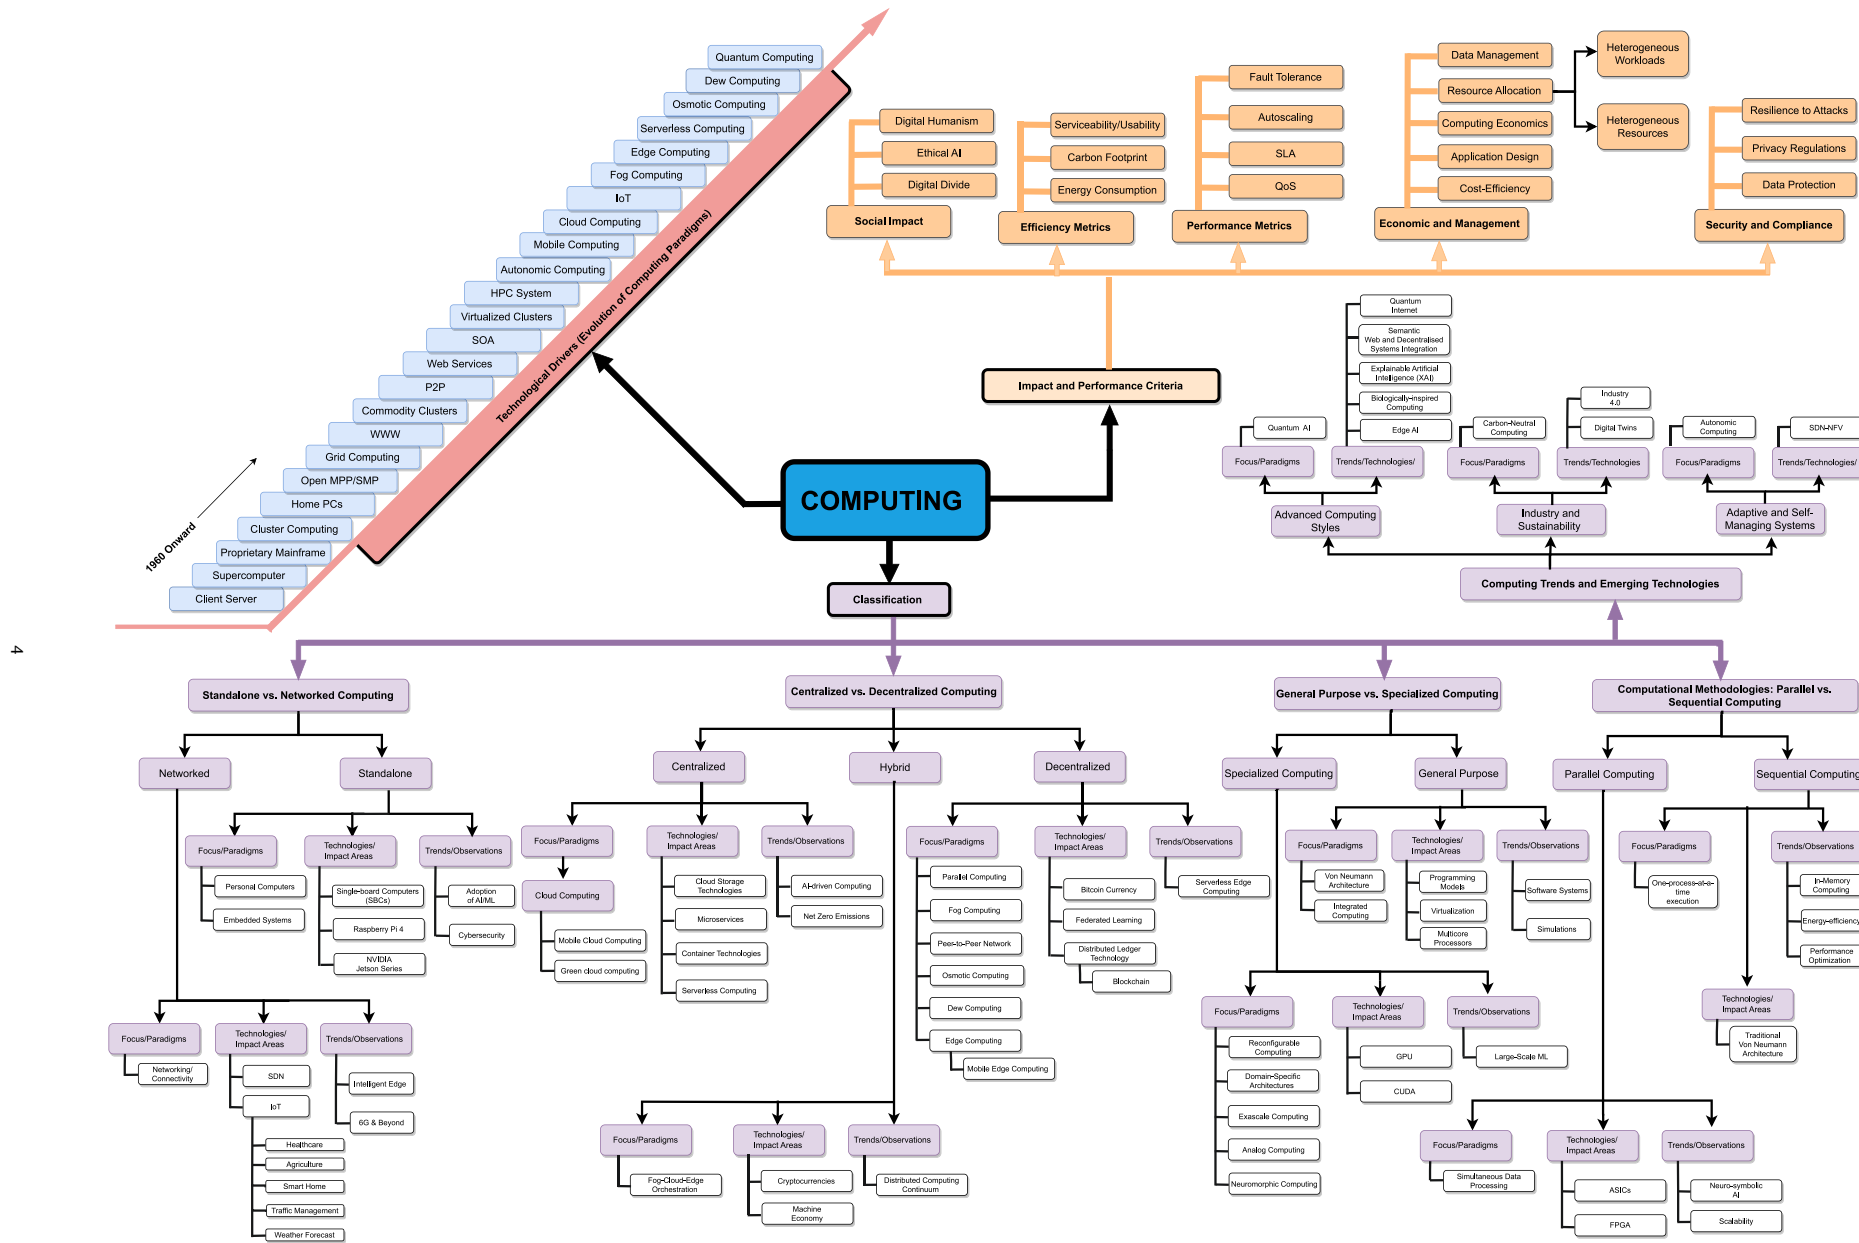 Quantum Computing
Dew Computing
Osmotic Computing
Serverless Computing
Edge Computing
Fog Computing
IoT
Cloud Computing
Mobile Computing
Autonomic Computing
HPC System
Virtualized Clusters
SOA
Web Services
P2P
Commodity Clusters
WWW
Grid Computing
Open MPP/SMP
Home PCs
Cluster Computing
Proprietary Mainframe
Supercomputer
Client Server
1960 Onward
Technological Drivers (Evolution of Computing Paradigms)
Digital Humanism
Ethical AI
Digital Divide
Social Impact
Serviceability/Usability
Carbon Footprint
Energy Consumption
Efficiency Metrics
Fault Tolerance
Autoscaling
SLA
QoS
Performance Metrics
Data Management
Resource Allocation
Computing Economics
Application Design
Cost-Efficiency
Economic and Management
Heterogeneous
Workloads
Heterogeneous
Resources
Resilience to Attacks
Privacy Regulations
Data Protection
Security and Compliance
Impact and Performance Criteria
COMPUTING
Classification
Quantum
Internet
Semantic
Web and Decentralised
Systems Integration
Explainable Artificial
Intelligence (XAI)
Biologically-inspired
Computing
Edge AI
Quantum AI
Focus/Paradigms
Trends/Technologies/
Advanced Computing
Styles
Carbon-Neutral
Computing
Industry
4.0
Digital Twins
Focus/Paradigms
Trends/Technologies
Industry and
Sustainability
Autonomic
Computing
SDN-NFV
Focus/Paradigms
Trends/Technologies/
Adaptive and Self-
Managing Systems
Computing Trends and Emerging Technologies
4
Standalone vs. Networked Computing
Networked
Standalone
Focus/Paradigms
Personal Computers
Embedded Systems
Technologies/
Impact Areas
Single-board Computers
(SBCs)
Raspberry Pi 4
NVIDIA
Jetson Series
Trends/Observations
Adoption
of AI/ML
Cybersecurity
Focus/Paradigms
Networking/
Connectivity
Technologies/
Impact Areas
SDN
IoT
Healthcare
Agriculture
Smart Home
Traffic Management
Weather Forecast
Trends/Observations
Intelligent Edge
6G & Beyond
Centralized vs. Decentralized Computing
Centralized
Hybrid
Decentralized
Focus/Paradigms
Cloud Computing
Mobile Cloud Computing
Green cloud computing
Technologies/
Impact Areas
Cloud Storage
Technologies
Microservices
Container Technologies
Serverless Computing
Trends/Observations
AI-driven Computing
Net Zero Emissions
Focus/Paradigms
Parallel Computing
Fog Computing
Peer-to-Peer Network
Osmotic Computing
Dew Computing
Edge Computing
Mobile Edge Computing
Technologies/
Impact Areas
Bitcoin Currency
Federated Learning
Distributed Ledger
Technology
Blockchain
Trends/Observations
Serverless Edge
Computing
Focus/Paradigms
Fog-Cloud-Edge
Orchestration
Technologies/
Impact Areas
Cryptocurrencies
Machine
Economy
Trends/Observations
Distributed Computing
Continuum
General Purpose vs. Specialized Computing
Specialized Computing
General Purpose
Focus/Paradigms
Von Neumann
Architecture
Integrated
Computing
Technologies/
Impact Areas
Programming
Models
Virtualization
Multicore
Processors
Trends/Observations
Software Systems
Simulations
Focus/Paradigms
Reconfigurable
Computing
Domain-Specific
Architectures
Exascale Computing
Analog Computing
Neuromorphic Computing
Technologies/
Impact Areas
GPU
CUDA
Trends/Observations
Large-Scale ML
Computational Methodologies: Parallel vs.
Sequential Computing
Parallel Computing
Sequential Computing
Focus/Paradigms
One-process-at-a-
time
execution
Trends/Observations
In-Memory
Computing
Energy-efficiency
Performance
Optimization
Technologies/
Impact Areas
Traditional
Von Neumann
Architecture
Focus/Paradigms
Simultaneous Data
Processing
Technologies/
Impact Areas
ASICs
FPGA
Trends/Observations
Neuro-symbolic
AI
Scalability